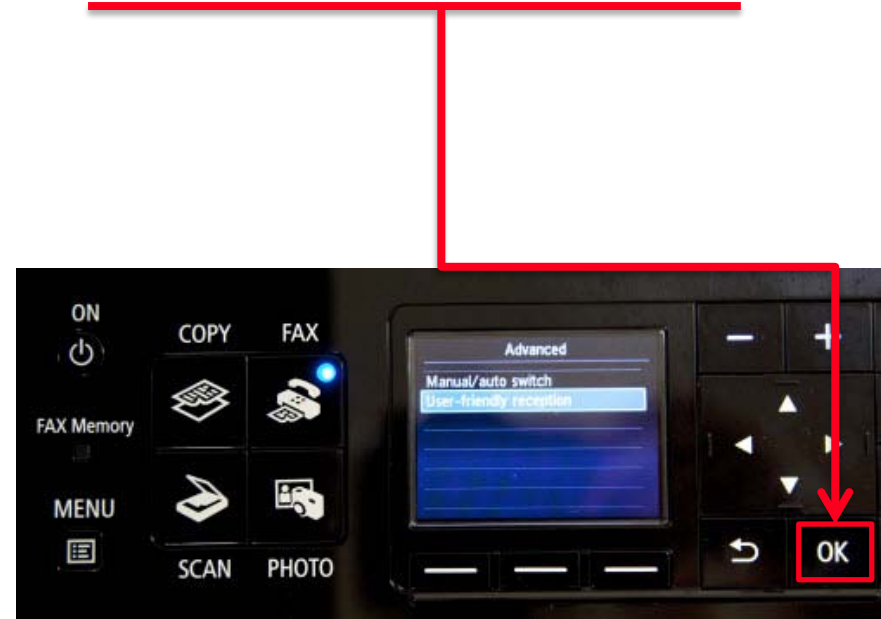 ON
COPY
FAX
FAX Memory
MENU
SCAN
PHOTO
Advanced
Manual/auto switch
User-friendly reception
OK